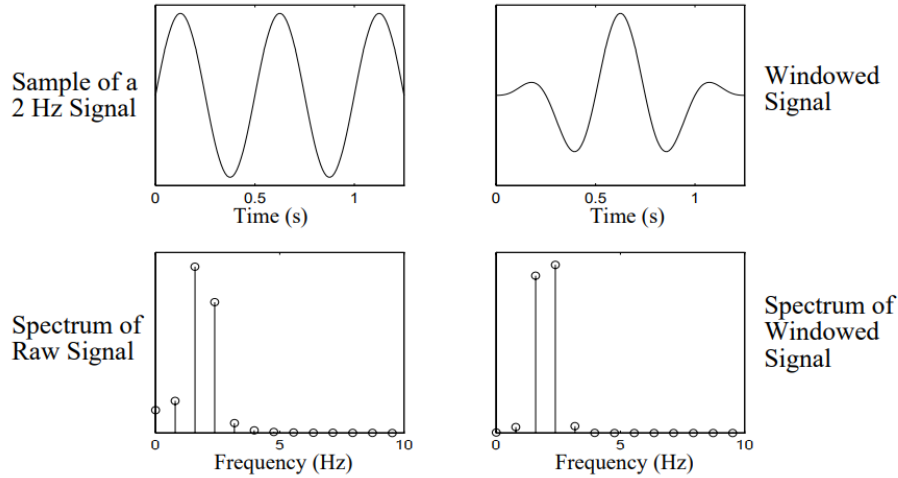 Sample of a
2 Hz Signal
0
0.5
1
Time (s)
Windowed
Signal
0
0.5
1
Time (s)
Spectrum of
Raw Signal
0
5
10
Frequency (Hz)
Spectrum of
Windowed
Signal
0
5
10
Frequency (Hz)